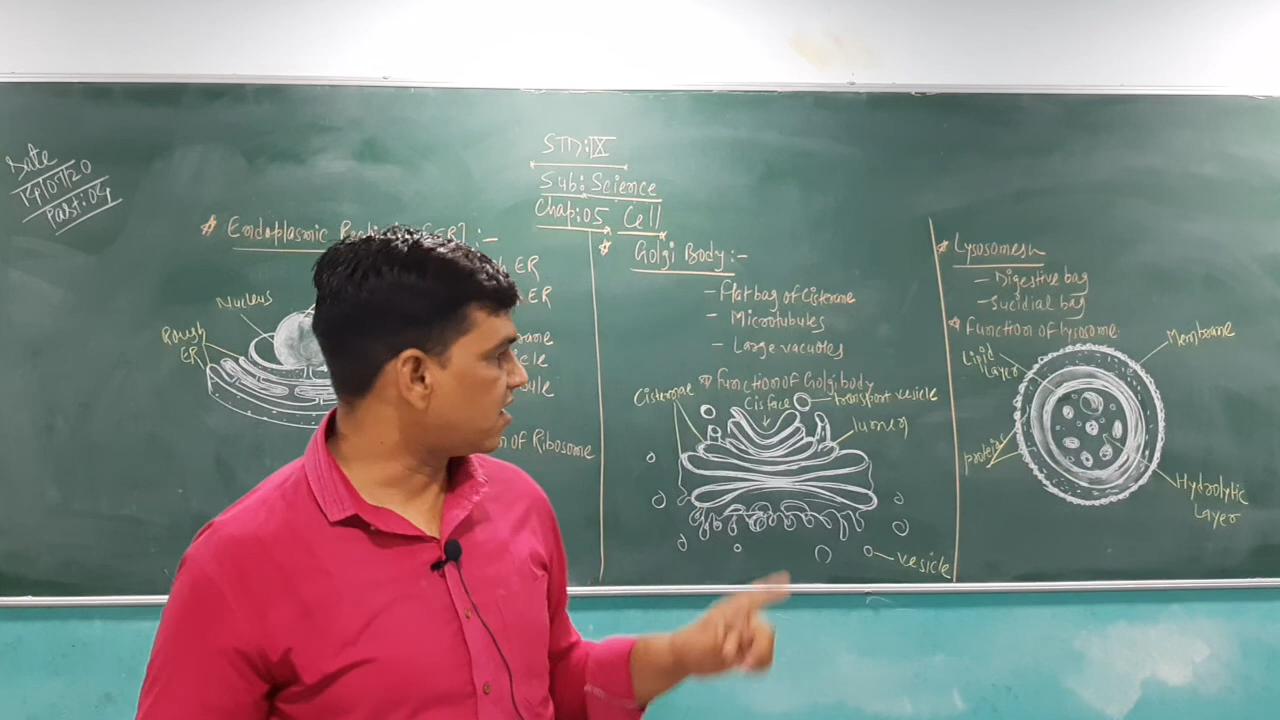 Date
14/07/20
Part:04
STD:IX
Sub: Science
Chap:05 Cell
* Endoplasmic [ER] :-
ER
ER
Nucleus
Rough
ER
of Ribosome
* Golgi Body :-
- Flat bag of Cisternae
- Microtubules
- Large vacuoles
* Function of Golgi body
Cisternae
Cis face
transport vesicle
lumen
vesicle
* Lysosomes
- Digestive bag
- Sucidial bag
* Function of lysosome:
Lipid
Layer
Membrane
Hydrolytic
Layer